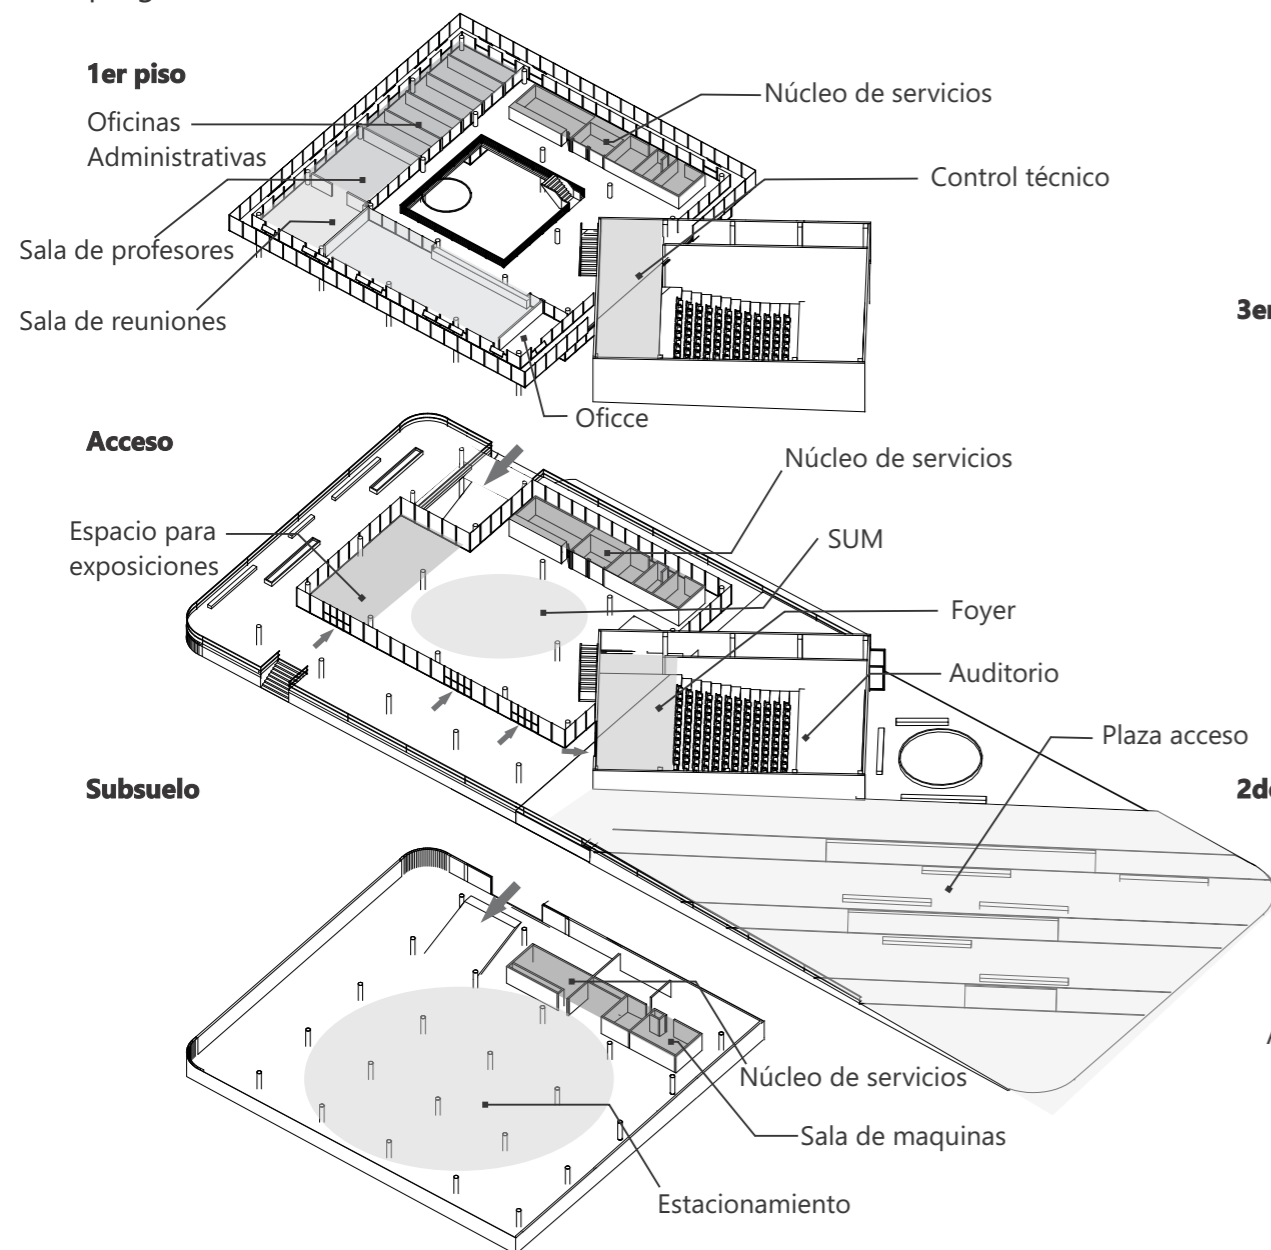 1er piso
Oficinas
Administrativas
Núcleo de servicios
Control técnico
Sala de profesores
Sala de reuniones
Oficce
Acceso
Núcleo de servicios
Espacio para
exposiciones
SUM
Foyer
Auditorio
Plaza acceso
Subsuelo
Núcleo de servicios
Sala de maquinas
Estacionamiento